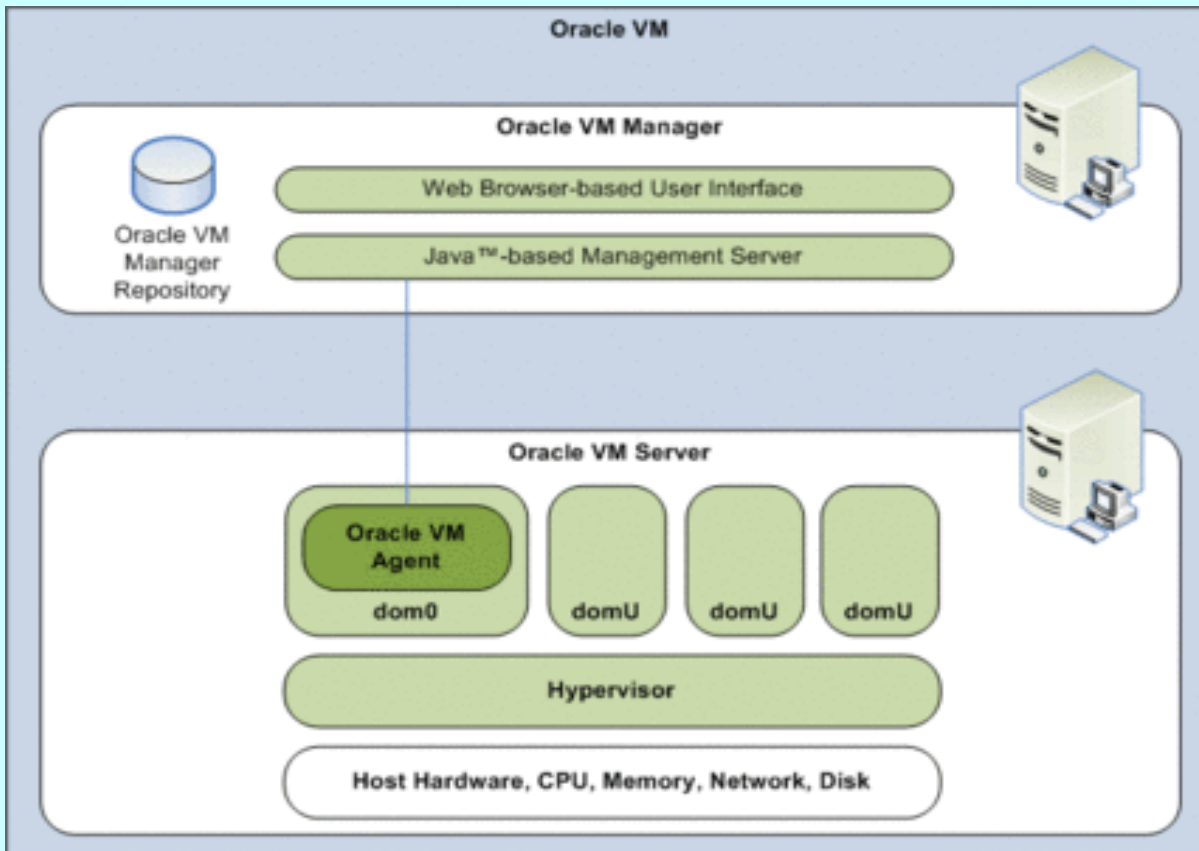 Oracle VM
Oracle VM Manager
Web Browser-based User Interface
Oracle VM
Manager
Repository
Java™-based Management Server
Oracle VM Server
Oracle VM
Agent
dom0
domU
domU
domU
Hypervisor
Host Hardware, CPU, Memory, Network, Disk